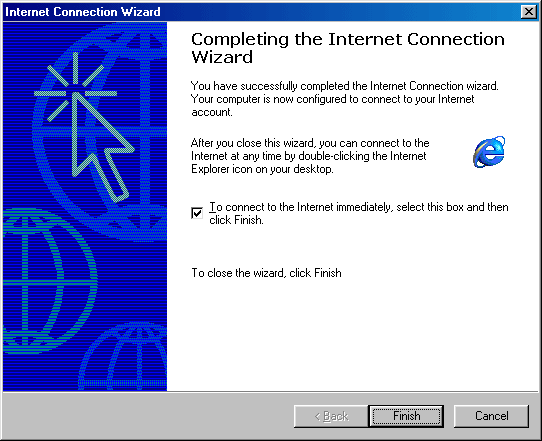 Internet Connection Wizard
Completing the Internet Connection
Wizard
You have successfully completed the Internet Connection wizard.
Your computer is now configured to connect to your Internet
account.
After you close this wizard, you can connect to the
Internet at any time by double-clicking the Internet
Explorer icon on your desktop.
To connect to the Internet immediately, select this box and then
click Finish.
To close the wizard, click Finish
< Back
Finish
Cancel